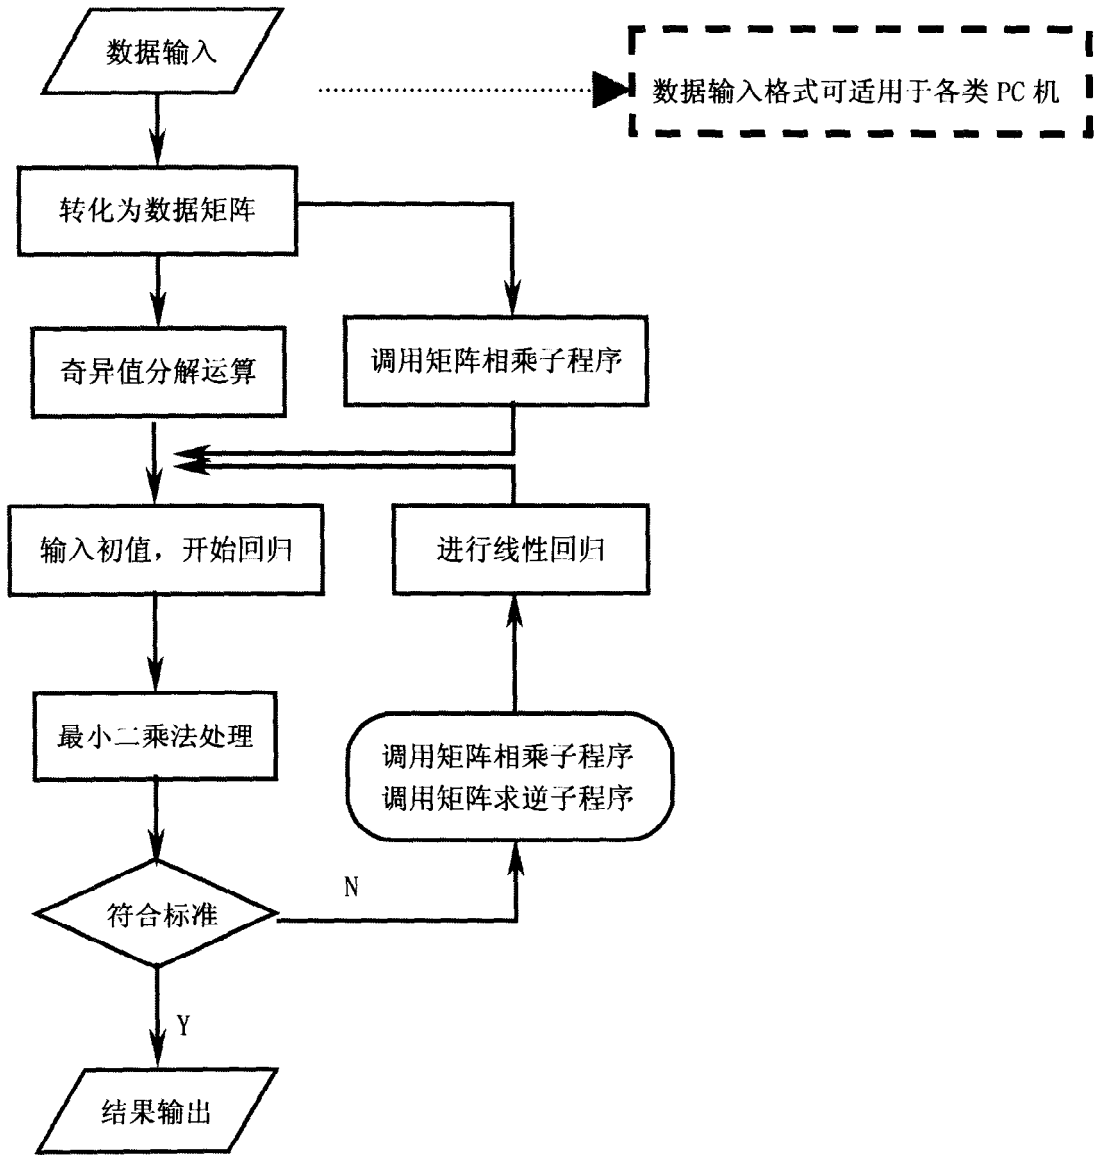 数据输入
数据输入格式可适用于各类 PC 机
转化为数据矩阵
奇异值分解运算
调用矩阵相乘子程序
输入初值，开始回归
进行线性回归
最小二乘法处理
调用矩阵相乘子程序
调用矩阵求逆子程序
N
符合标准
Y
结果输出